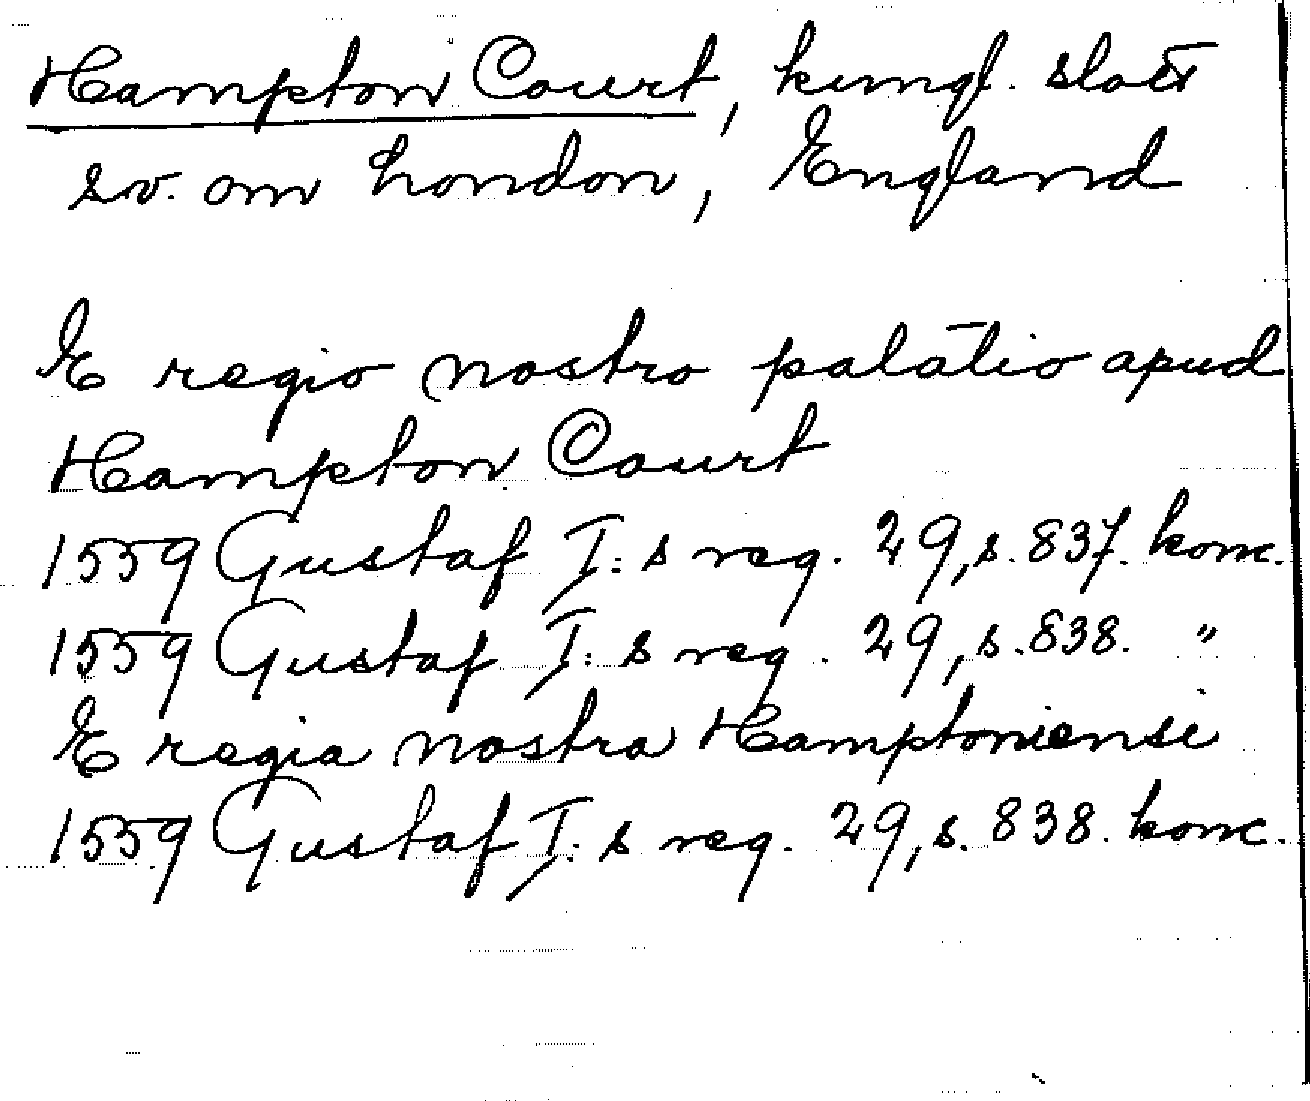 Hampton Court, kungl. slott
sv. om London, England
E regio nostro palatio apud
Hampton Court
1559 Gustaf I:s reg. 29, s. 837. konc.
1559 Gustaf I:s reg. 29, s. 838. "
E regia nostra Hamptoniensi
1559 Gustaf I:s reg. 29, s. 838. konc.